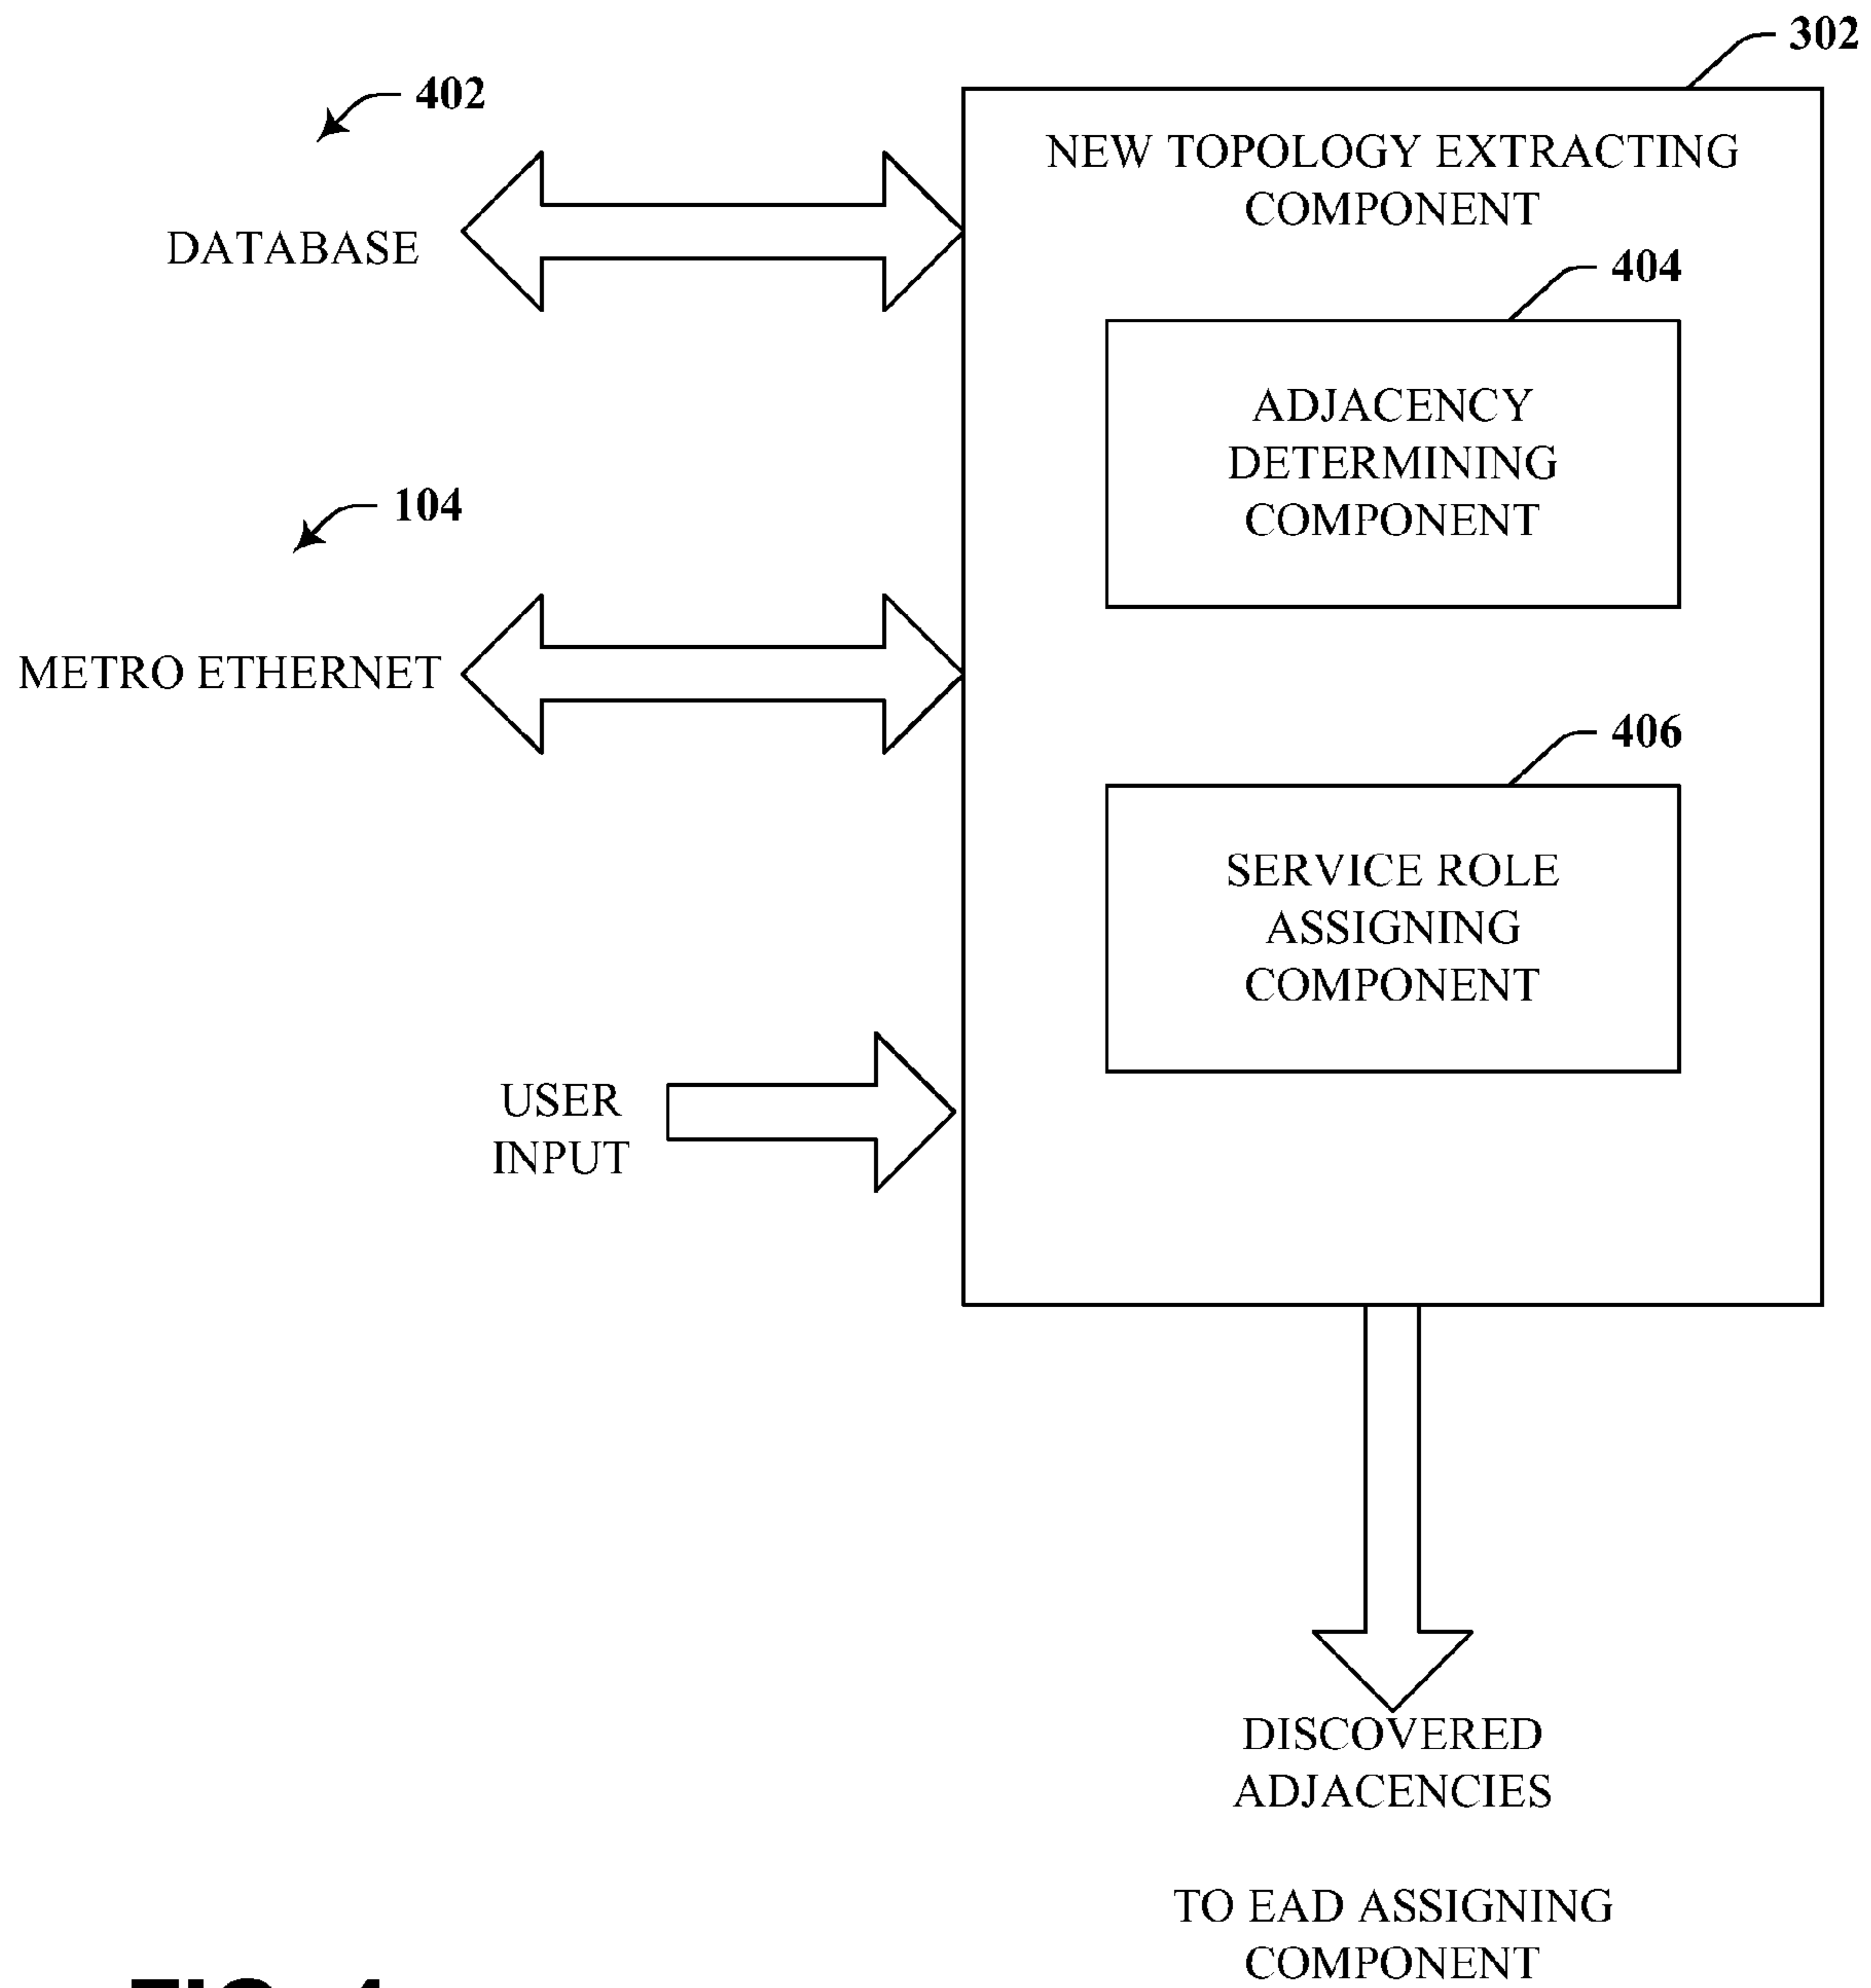 302
402
NEW TOPOLOGY EXTRACTING
COMPONENT
DATABASE
404
ADJACENCY
DETERMINING
COMPONENT
104
METRO ETHERNET
406
SERVICE ROLE
ASSIGNING
COMPONENT
USER
INPUT
DISCOVERED
ADJACENCIES
TO EAD ASSIGNING
COMPONENT